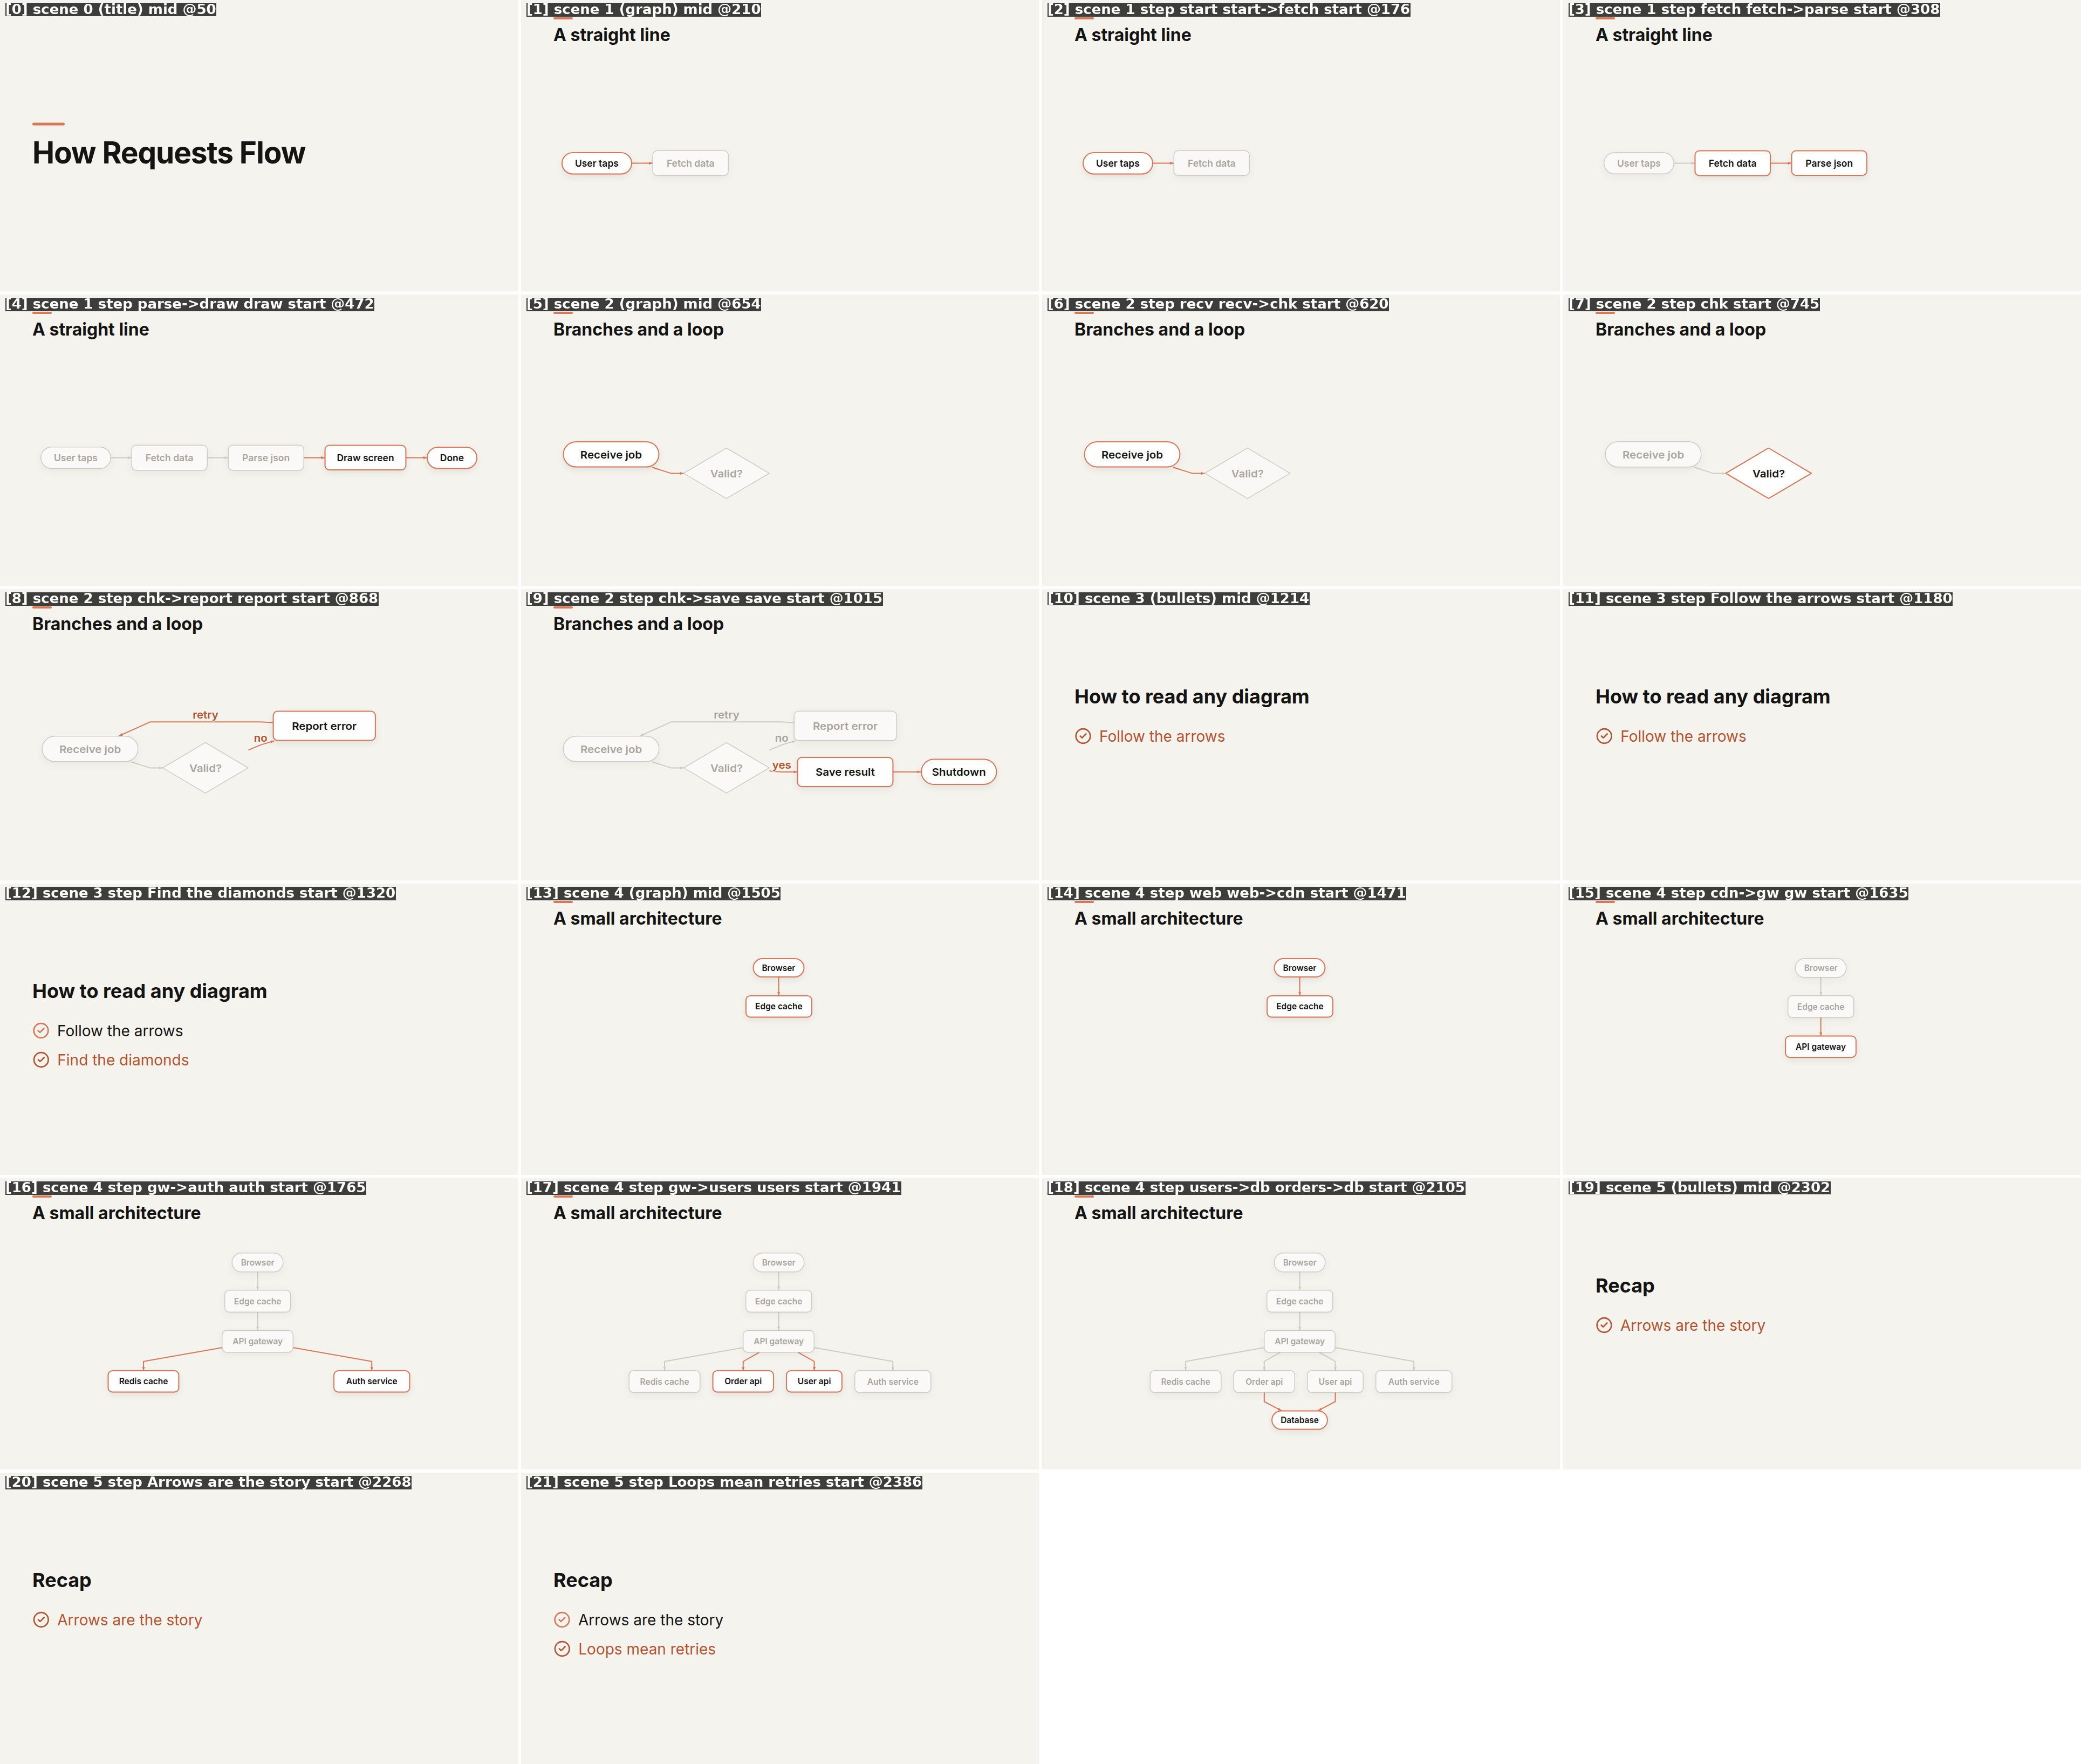 [0] scene 0 (title) mid @50
How Requests Flow
[1] scene 1 (graph) mid @210
A straight line
User taps
Fetch data
[2] scene 1 step start start->fetch start @176
A straight line
User taps
Fetch data
[3] scene 1 step fetch fetch->parse start @308
A straight line
User taps
Fetch data
Parse json
[4] scene 1 step parse->draw draw start @472
A straight line
User taps
Fetch data
Parse json
Draw screen
Done
[5] scene 2 (graph) mid @654
Branches and a loop
Receive job
Valid?
[6] scene 2 step recv recv->chk start @620
Branches and a loop
Receive job
Valid?
[7] scene 2 step chk start @745
Branches and a loop
Receive job
Valid?
[8] scene 2 step chk->report report start @868
Branches and a loop
retry
Report error
no
Receive job
Valid?
[9] scene 2 step chk->save save start @1015
Branches and a loop
retry
Report error
no
Receive job
Valid?
yes
Save result
Shutdown
[10] scene 3 (bullets) mid @1214
How to read any diagram
Follow the arrows
[11] scene 3 step Follow the arrows start @1180
How to read any diagram
Follow the arrows
[12] scene 3 step Find the diamonds start @1320
How to read any diagram
Follow the arrows
Find the diamonds
[13] scene 4 (graph) mid @1505
A small architecture
Browser
Edge cache
[14] scene 4 step web web->cdn start @1471
A small architecture
Browser
Edge cache
[15] scene 4 step cdn->gw gw start @1635
A small architecture
Browser
Edge cache
API gateway
[16] scene 4 step gw->auth auth start @1765
A small architecture
Browser
Edge cache
API gateway
Redis cache
Auth service
[17] scene 4 step gw->users users start @1941
A small architecture
Browser
Edge cache
API gateway
Redis cache
Order api
User api
Auth service
[18] scene 4 step users->db orders->db start @2105
A small architecture
Browser
Edge cache
API gateway
Redis cache
Order api
User api
Auth service
Database
[19] scene 5 (bullets) mid @2302
Recap
Arrows are the story
[20] scene 5 step Arrows are the story start @2268
Recap
Arrows are the story
[21] scene 5 step Loops mean retries start @2386
Recap
Arrows are the story
Loops mean retries